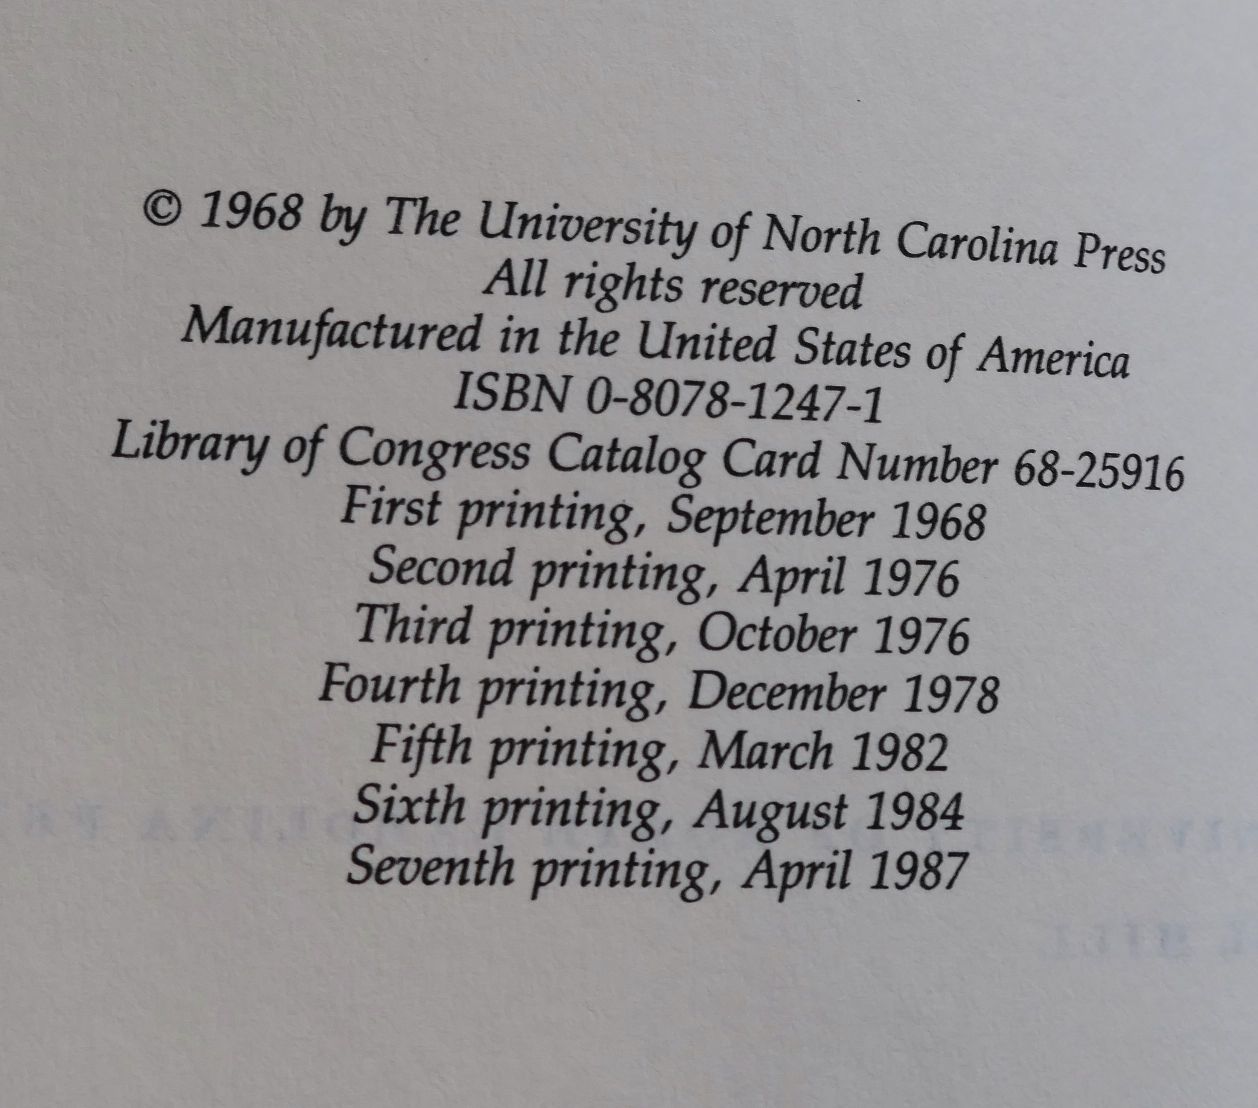 © 1968 by The University of North Carolina Press
All rights reserved
Manufactured in the United States of America
ISBN 0-8078-1247-1
Library of Congress Catalog Card Number 68-25916
First printing, September 1968
Second printing, April 1976
Third printing, October 1976
Fourth printing, December 1978
Fifth printing, March 1982
Sixth printing, August 1984
Seventh printing, April 1987